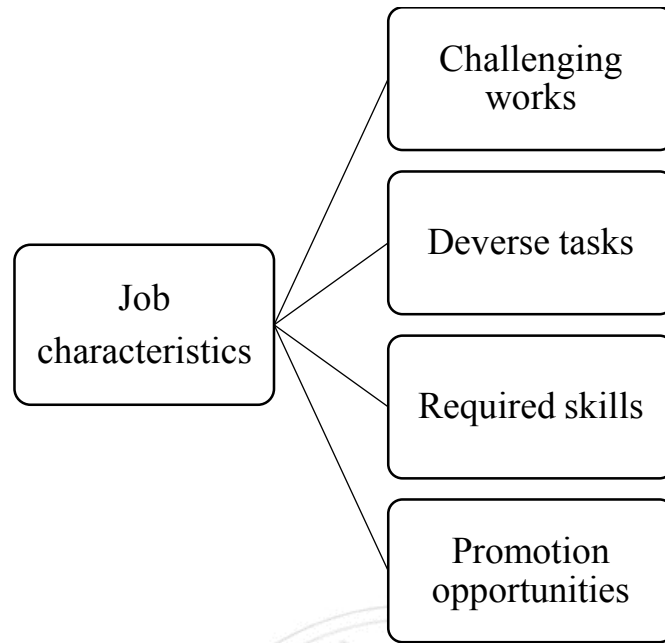 Challenging
works
Deverse tasks
Job
characteristics
Required skills
Promotion
opportunities